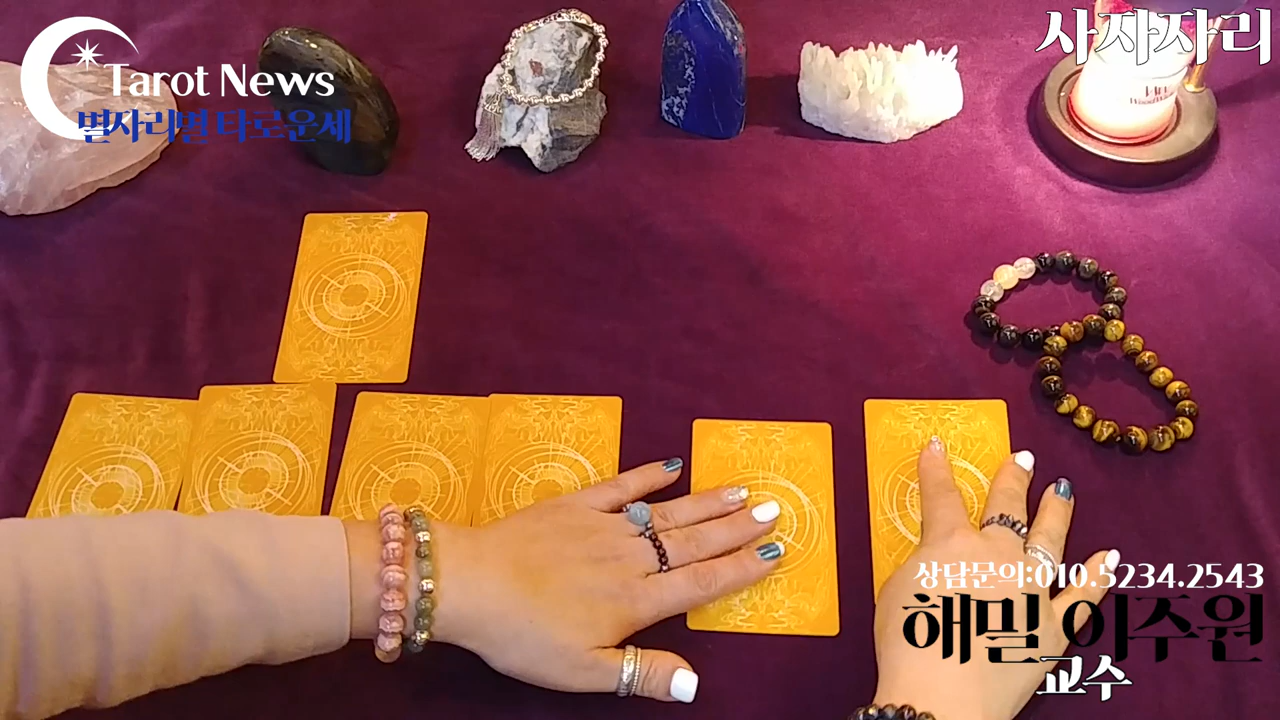 Tarot News
별자리별 타로운세
사자자리
상담문의:010.5234.2543
해밀 이주원
교수